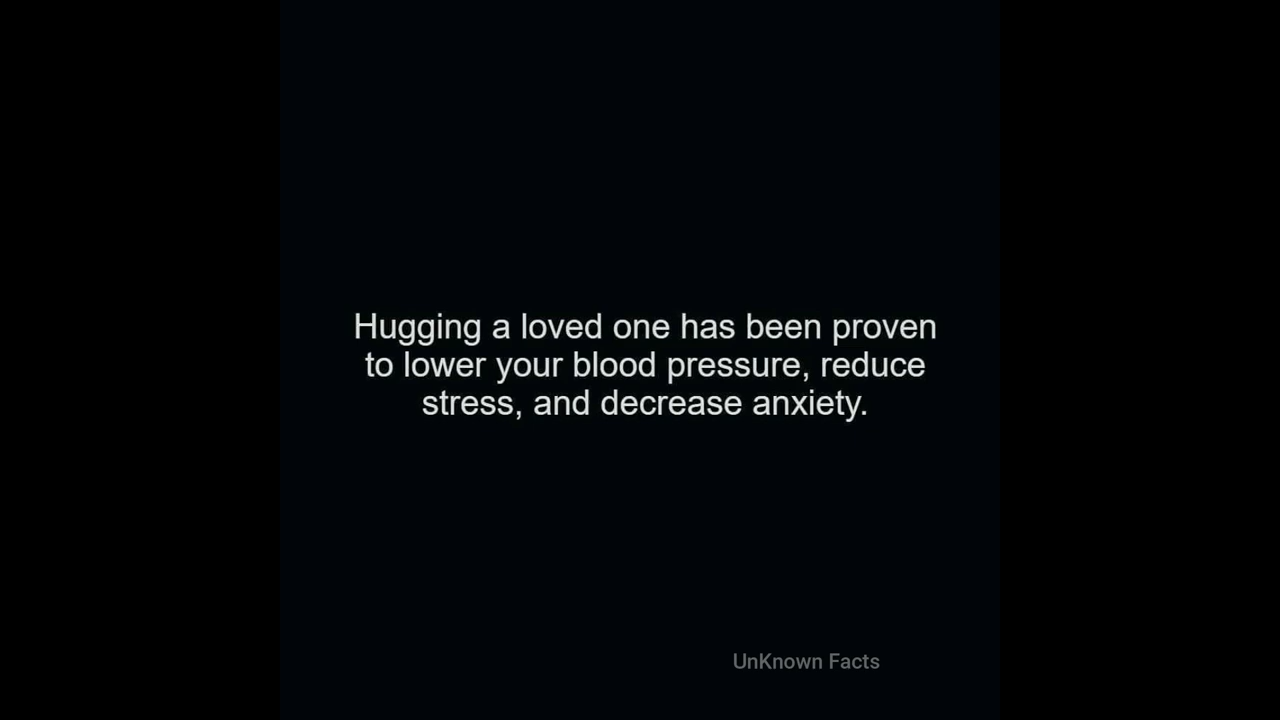 Hugging a loved one has been proven
to lower your blood pressure, reduce
stress, and decrease anxiety.
UnKnown Facts